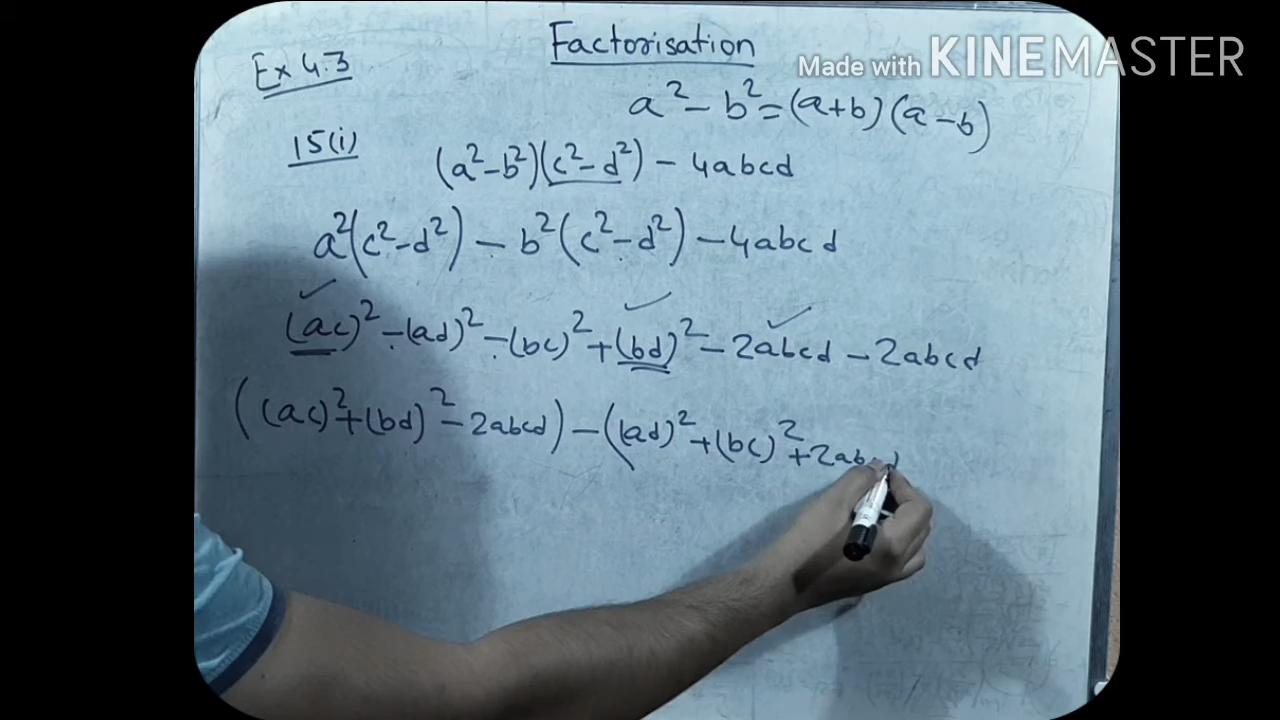 Factorisation
Made with KINEMASTER
Ex 4.3
a² - b² = (a+b)(a-b)
15(i)
(a²-b²)(c²-d²) - 4abcd
a²(c²-d²) - b²(c²-d²) - 4abcd
(ac)² - (ad)² - (bc)² + (bd)² - 2abcd - 2abcd
((ac)² + (bd)² - 2abcd) - ((ad)² + (bc)² + 2ab